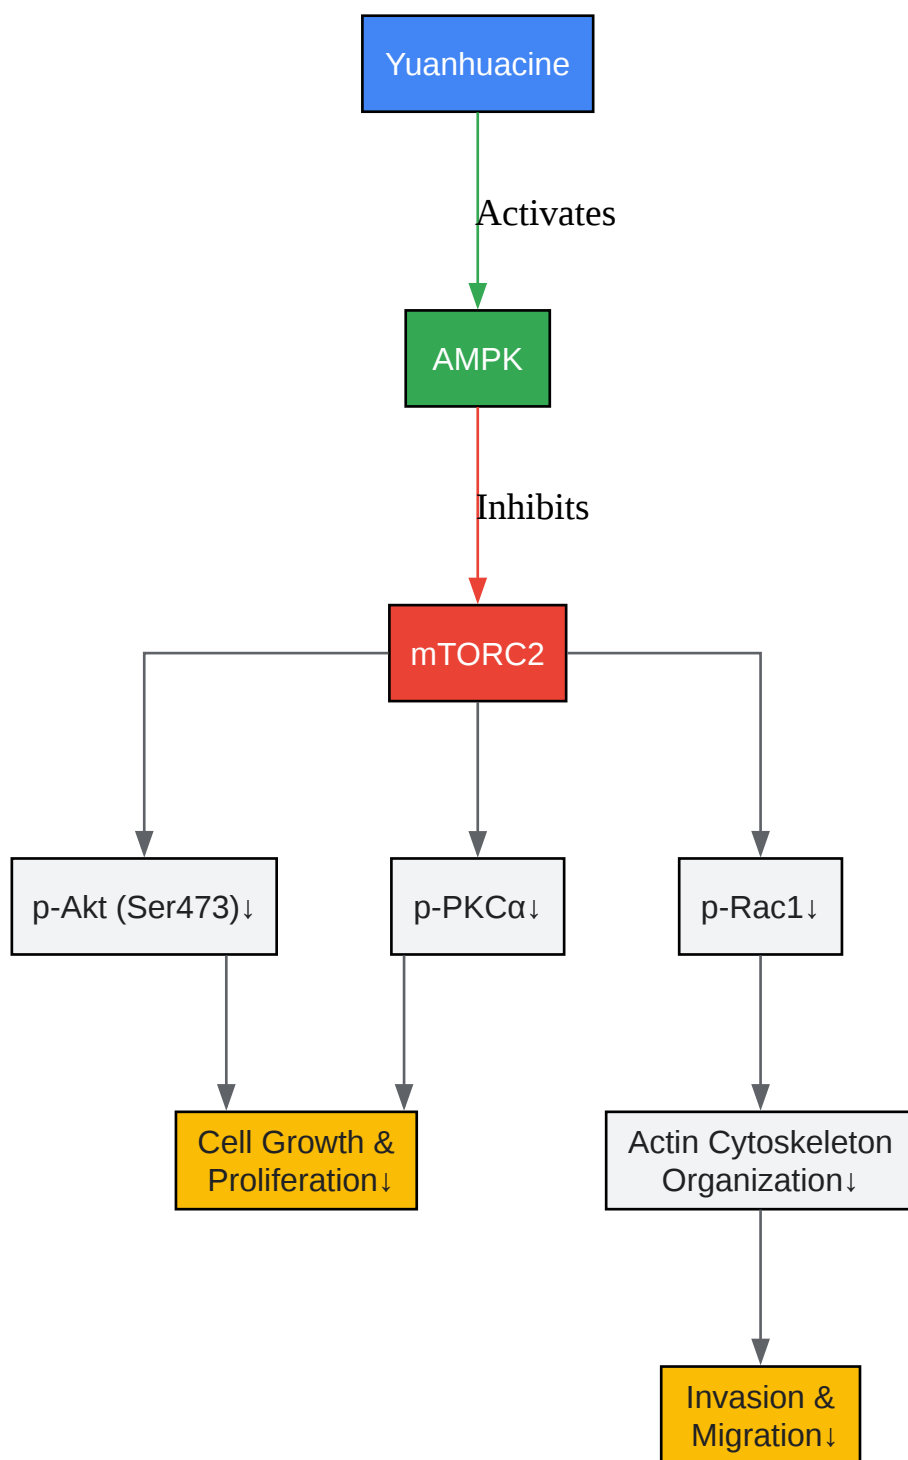 Yuanhuacine
Activates
AMPK
Inhibits
mTORC2
p-Akt (Ser473)↓
p-PKCα↓
p-Rac1↓
Cell Growth &
Proliferation↓
Actin Cytoskeleton
Organization↓
Invasion &
Migration↓